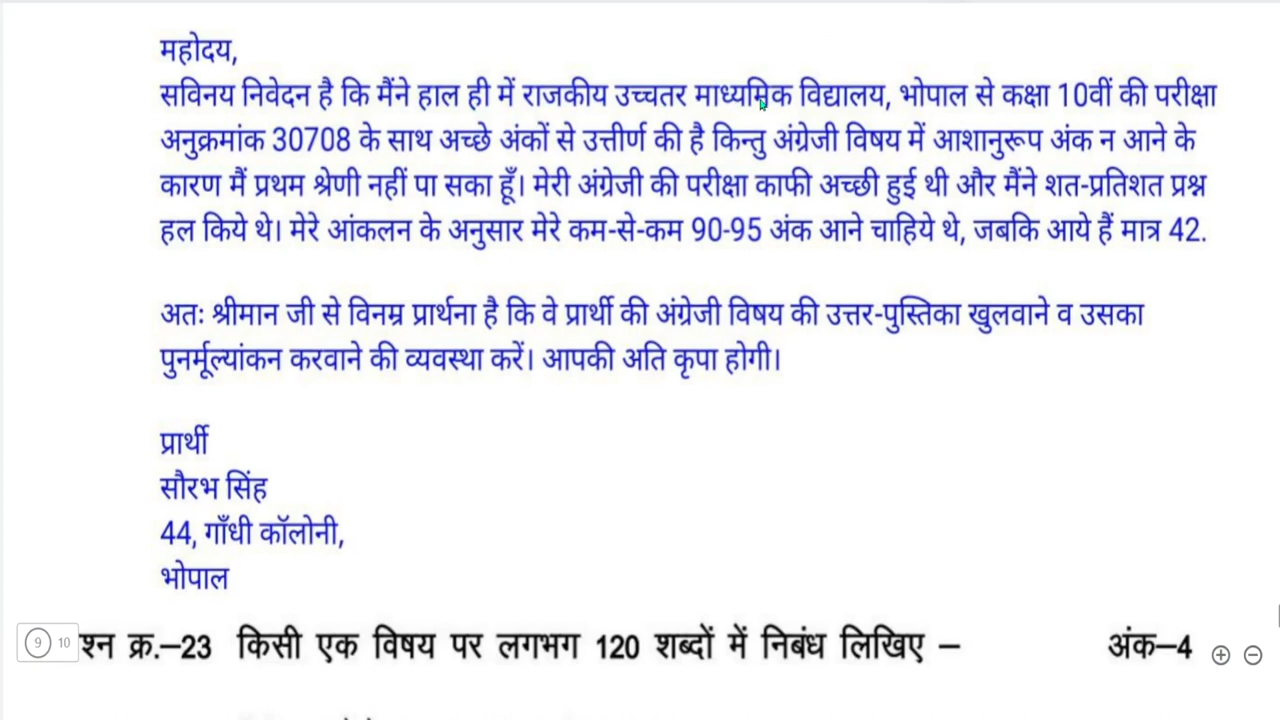 महोदय,
सविनय निवेदन है कि मैंने हाल ही में राजकीय उच्चतर माध्यमिक विद्यालय, भोपाल से कक्षा 10वीं की परीक्षा
अनुक्रमांक 30708 के साथ अच्छे अंकों से उत्तीर्ण की है किन्तु अंग्रेजी विषय में आशानुरूप अंक न आने के
कारण मैं प्रथम श्रेणी नहीं पा सका हूँ। मेरी अंग्रेजी की परीक्षा काफी अच्छी हुई थी और मैंने शत-प्रतिशत प्रश्न
हल किये थे। मेरे आंकलन के अनुसार मेरे कम-से-कम 90-95 अंक आने चाहिये थे, जबकि आये हैं मात्र 42.
अतः श्रीमान जी से विनम्र प्रार्थना है कि वे प्रार्थी की अंग्रेजी विषय की उत्तर-पुस्तिका खुलवाने व उसका
पुनर्मूल्यांकन करवाने की व्यवस्था करें। आपकी अति कृपा होगी।
प्रार्थी
सौरभ सिंह
44, गाँधी कॉलोनी,
भोपाल
9 10 श्न क्र.–23 किसी एक विषय पर लगभग 120 शब्दों में निबंध लिखिए – अंक–4